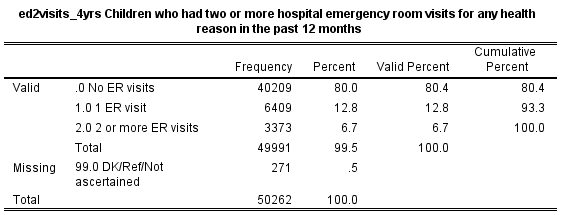 ed2visits_4yrs Children who had two or more hospital emergency room visits for any health
reason in the past 12 months
Frequency Percent Valid Percent Cumulative Percent
Valid .0 No ER visits 40209 80.0 80.4 80.4
1.0 1 ER visit 6409 12.8 12.8 93.3
2.0 2 or more ER visits 3373 6.7 6.7 100.0
Total 49991 99.5 100.0
Missing 99.0 DK/Ref/Not
ascertained 271 .5
Total 50262 100.0